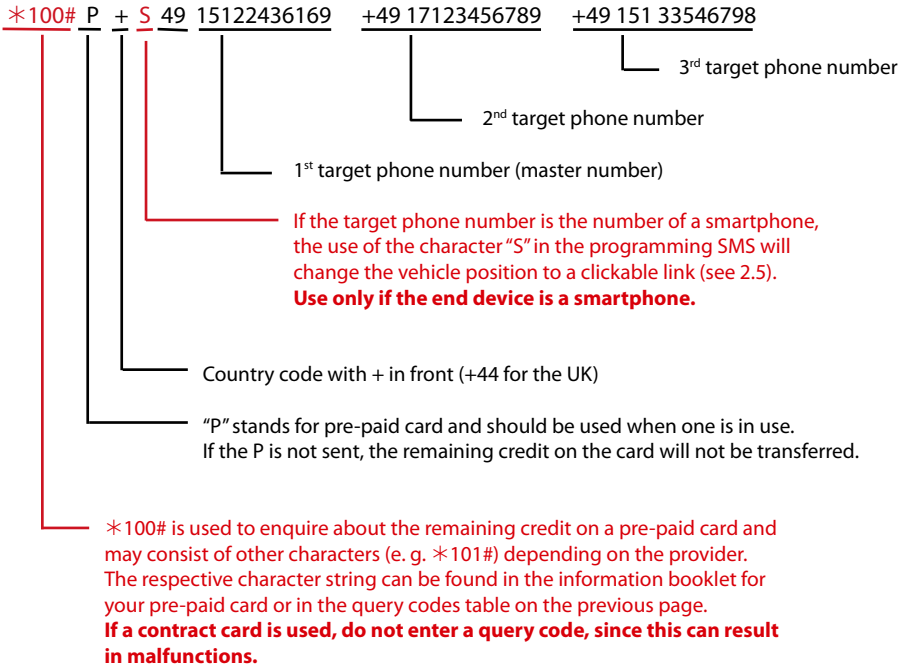 ＊100# P + S 49 15122436169 +49 17123456789 +49 151 33546798
3rd target phone number
2nd target phone number
1st target phone number (master number)
If the target phone number is the number of a smartphone,
the use of the character “S” in the programming SMS will
change the vehicle position to a clickable link (see 2.5).
Use only if the end device is a smartphone.
Country code with + in front (+44 for the UK)
“P” stands for pre-paid card and should be used when one is in use.
If the P is not sent, the remaining credit on the card will not be transferred.
＊100# is used to enquire about the remaining credit on a pre-paid card and
may consist of other characters (e. g. ＊101#) depending on the provider.
The respective character string can be found in the information booklet for
your pre-paid card or in the query codes table on the previous page.
If a contract card is used, do not enter a query code, since this can result
in malfunctions.